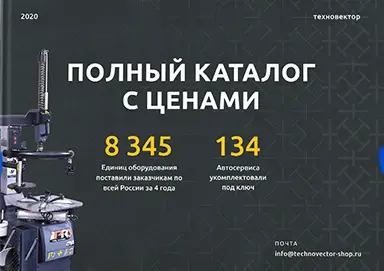 2020
техновектор
ПОЛНЫЙ КАТАЛОГ
С ЦЕНАМИ
8 345
Единиц оборудования
поставили заказчикам по
всей России за 4 года
134
Автосервиса
укомплектовали
под ключ
ПОЧТА
info@technovector-shop.ru